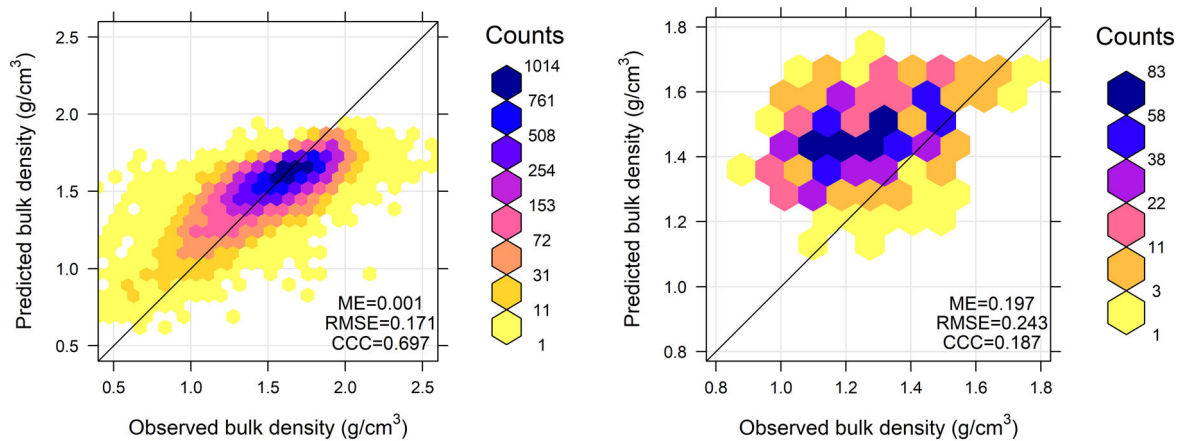 2.5
2.0
1.5
1.0
0.5
Predicted bulk density (g/cm³)
ME=0.001
RMSE=0.171
CCC=0.697
0.5 1.0 1.5 2.0 2.5
Observed bulk density (g/cm³)
Counts
1014
761
508
254
153
72
31
11
1
1.8
1.6
1.4
1.2
1.0
0.8
Predicted bulk density (g/cm³)
ME=0.197
RMSE=0.243
CCC=0.187
0.8 1.0 1.2 1.4 1.6 1.8
Observed bulk density (g/cm³)
Counts
83
58
38
22
11
3
1